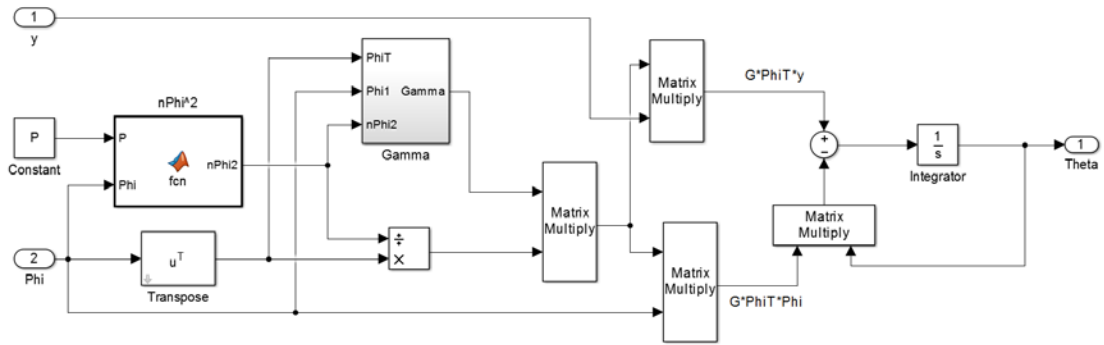 1
y
nPhi^2
P
Constant
P
Phi
fcn
nPhi2
2
Phi
u^T
Transpose
PhiT
Phi1
nPhi2
Gamma
Gamma
÷
×
Matrix
Multiply
Matrix
Multiply
G*PhiT*y
Matrix
Multiply
G*PhiT*Phi
+
−
Matrix
Multiply
1
s
Integrator
1
Theta